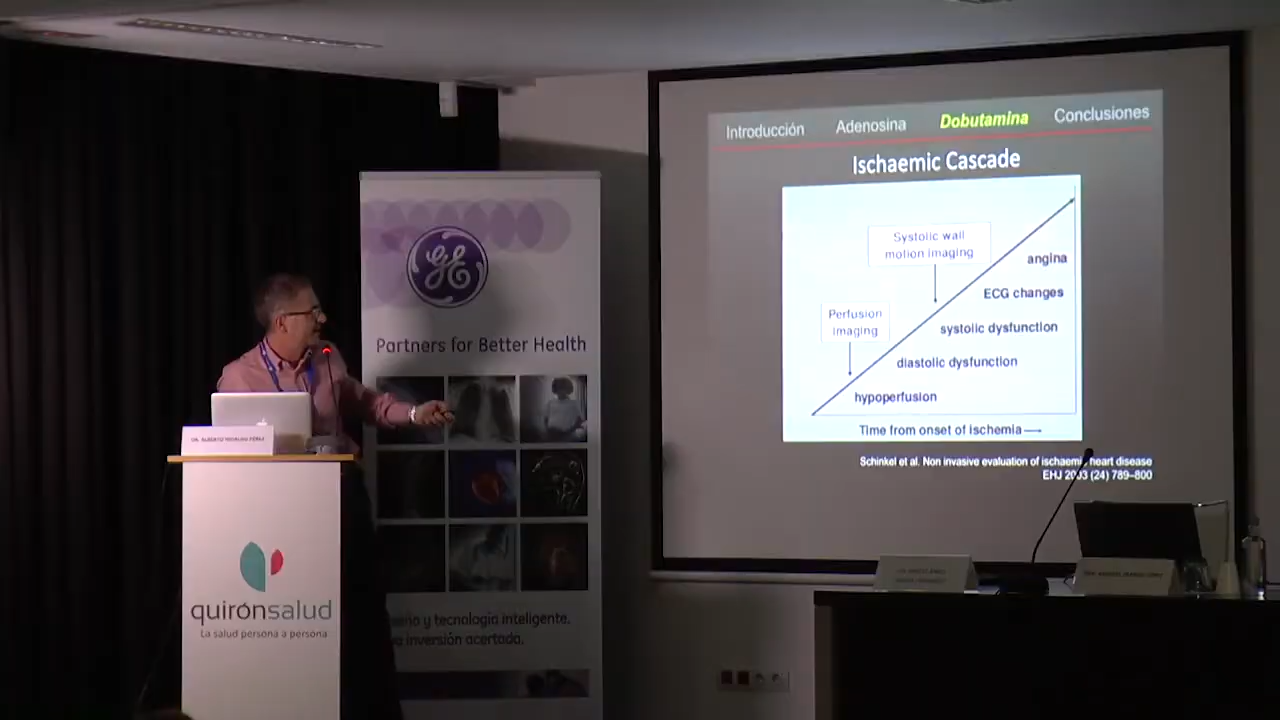 Introducción Adenosina Dobutamina Conclusiones
Ischaemic Cascade
Systolic wall
motion imaging
angina
ECG changes
Perfusion
imaging
systolic dysfunction
diastolic dysfunction
hypoperfusion
Time from onset of ischemia
Schinkel et al. Non invasive evaluation of ischaemic heart disease
EHJ 2003 (24) 789–800
GE
Partners for Better Health
y tecnología inteligente.
inversión acertada.
quirónsalud
La salud persona a persona